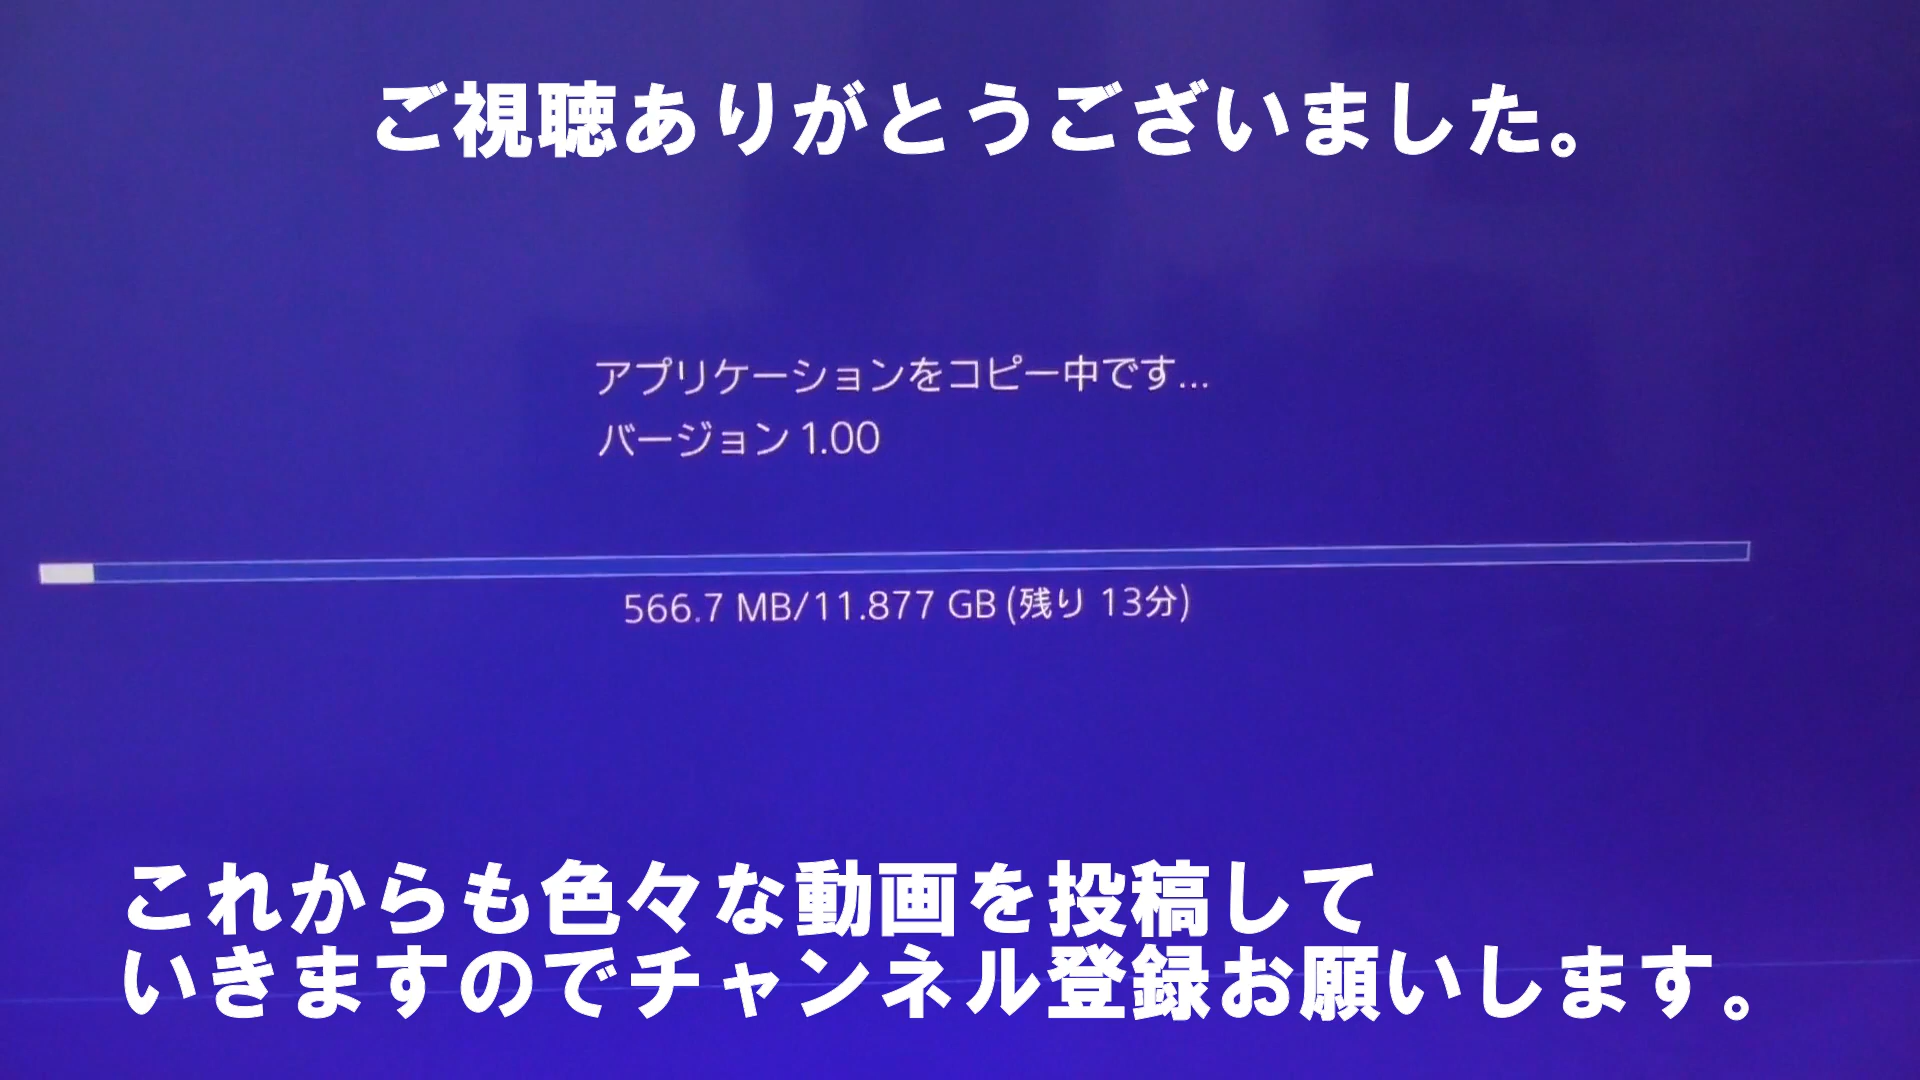 ご視聴ありがとうございました。
アプリケーションをコピー中です...
バージョン 1.00
566.7 MB/11.877 GB (残り 13分)
これからも色々な動画を投稿して
いきますのでチャンネル登録お願いします。